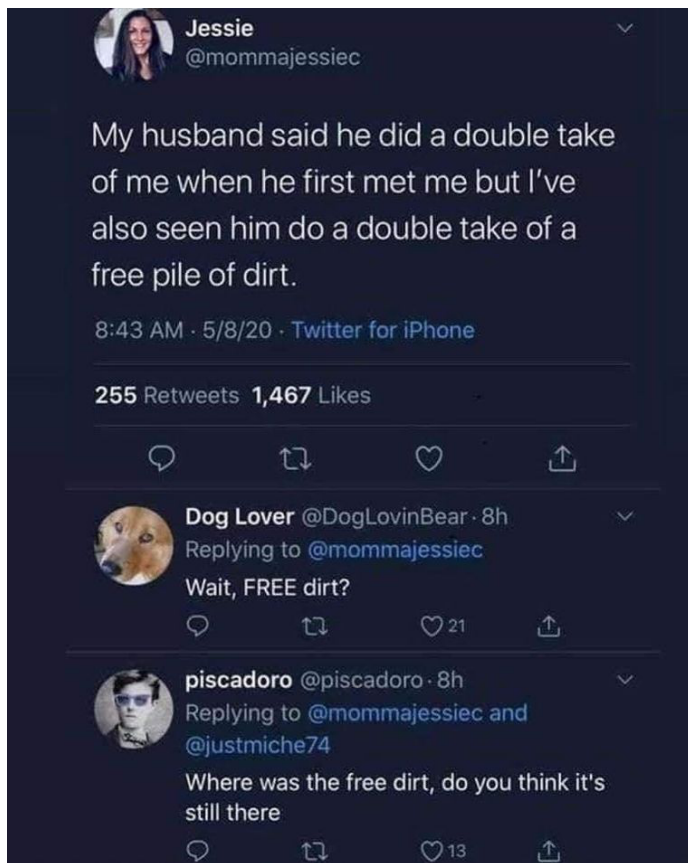 Jessie
@mommajessiec
My husband said he did a double take
of me when he first met me but I've
also seen him do a double take of a
free pile of dirt.
8:43 AM · 5/8/20 · Twitter for iPhone
255 Retweets 1,467 Likes
Dog Lover @DogLovinBear · 8h
Replying to @mommajessiec
Wait, FREE dirt?
21
piscadoro @piscadoro · 8h
Replying to @mommajessiec and
@justmiche74
Where was the free dirt, do you think it's
still there
13